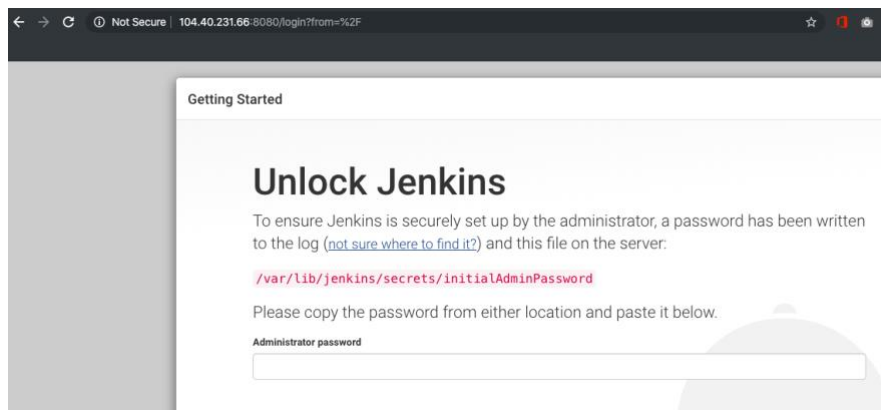 Not Secure | 104.40.231.66:8080/login?from=%2F
Getting Started
Unlock Jenkins
To ensure Jenkins is securely set up by the administrator, a password has been written
to the log (not sure where to find it?) and this file on the server:
/var/lib/jenkins/secrets/initialAdminPassword
Please copy the password from either location and paste it below.
Administrator password